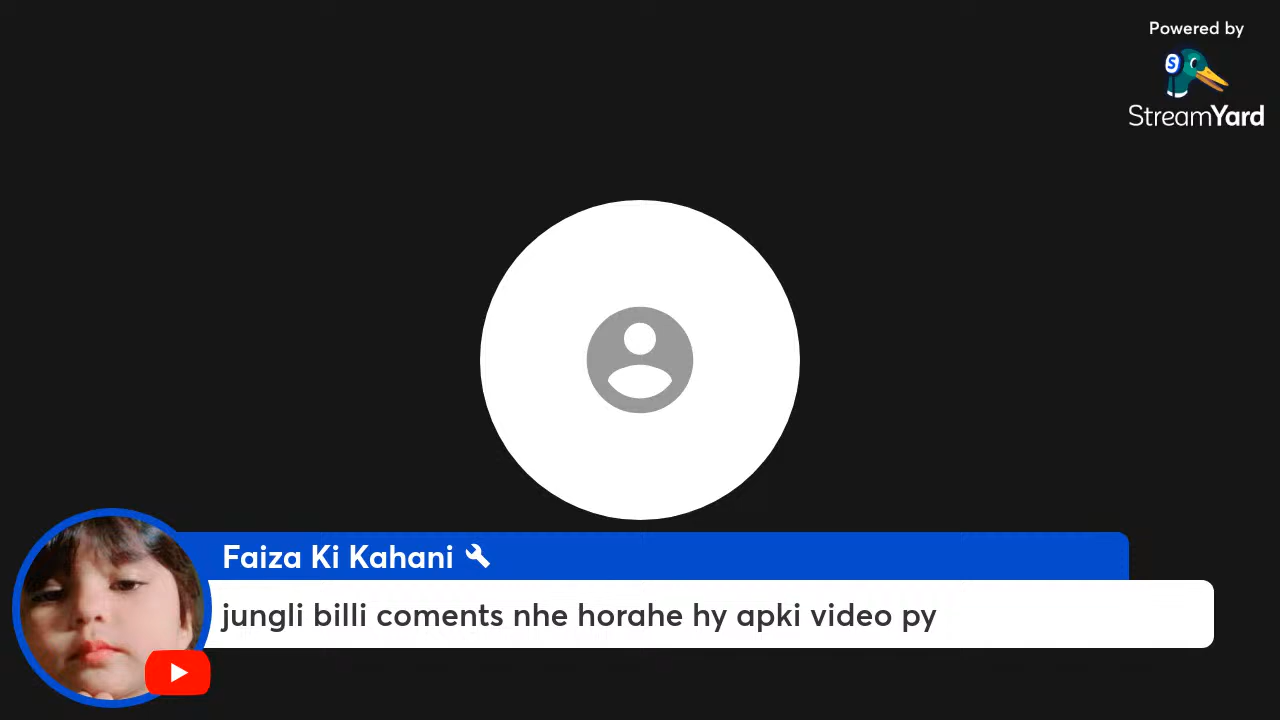 Powered by
S
StreamYard
Faiza Ki Kahani
jungli billi coments nhe horahe hy apki video py